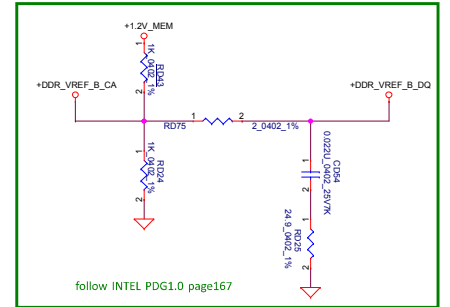 +1.2V_MEM
1
RD43
1K_0402_1%
2
+DDR_VREF_B_CA
+DDR_VREF_B_DQ
1
2
RD75
2_0402_1%
1
RD24
1K_0402_1%
2
1
CD54
0.022U_0402_25V7K
2
1
RD25
24.9_0402_1%
2
follow INTEL PDG1.0 page167